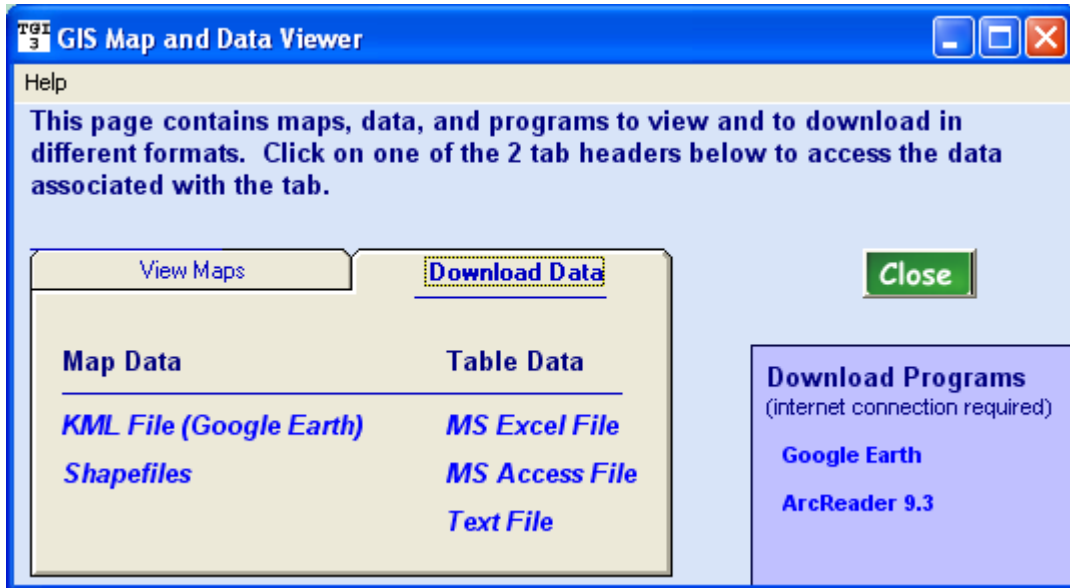 TGI
3
GIS Map and Data Viewer
Help
This page contains maps, data, and programs to view and to download in
different formats. Click on one of the 2 tab headers below to access the data
associated with the tab.
View Maps
Download Data
Close
Map Data
Table Data
KML File (Google Earth)
MS Excel File
Shapefiles
MS Access File
Text File
Download Programs
(internet connection required)
Google Earth
ArcReader 9.3